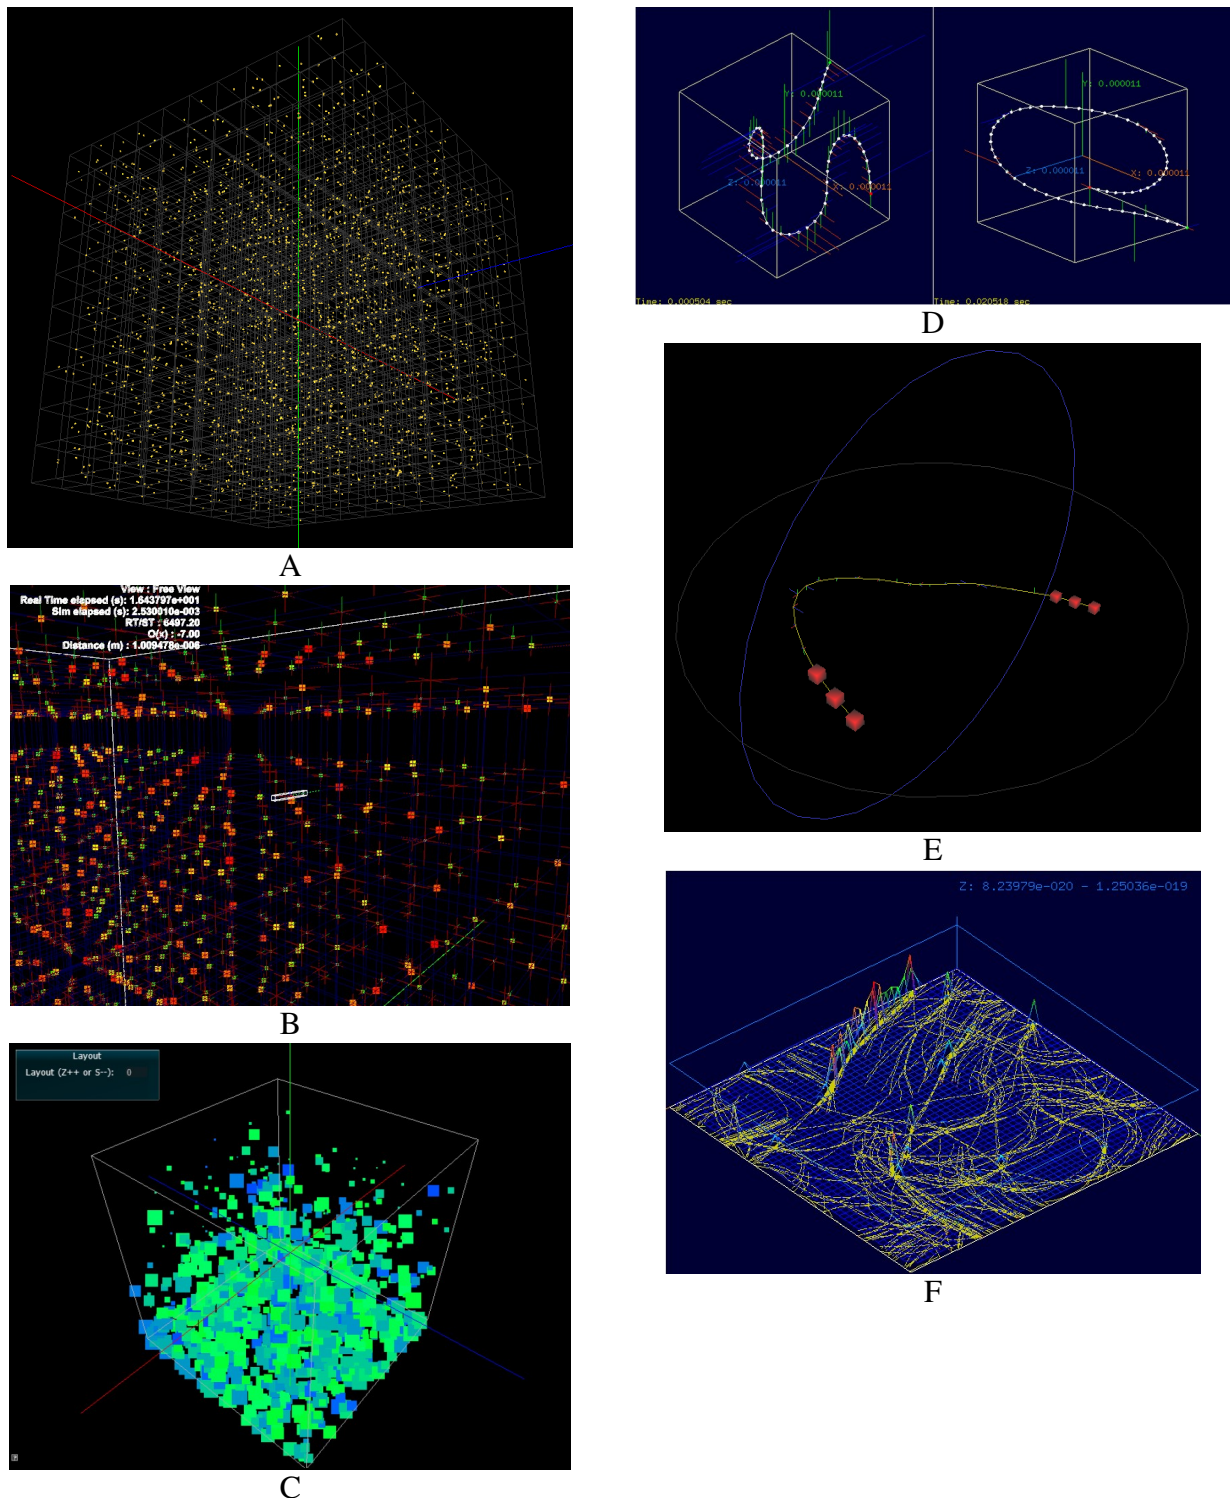 A
View : Free View
Real Time elapsed (s): 1.643797e+001
Sim elapsed (s): 2.530010e-003
RT/ST : 6497.20
O(x) : -7.00
Distance (m) : 1.009478e-006
B
Layout
Layout (Z++ or S--): 0
C
Y: 0.000011
Z: 0.000011
X: 0.000011
Time: 0.000504 sec
Y: 0.000011
Z: 0.000011
X: 0.000011
Time: 0.020518 sec
D
E
Z: 8.23979e-020 - 1.25036e-019
F